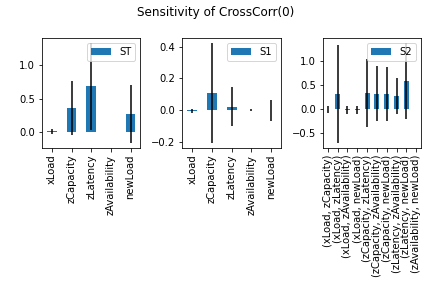 Sensitivity of CrossCorr(0)
ST
1.0
0.5
0.0
xLoad
zCapacity
zLatency
zAvailability
newLoad
S1
0.4
0.2
0.0
−0.2
xLoad
zCapacity
zLatency
zAvailability
newLoad
S2
1.0
0.5
0.0
−0.5
(xLoad, zCapacity)
(xLoad, zLatency)
(xLoad, zAvailability)
(xLoad, newLoad)
(zCapacity, zLatency)
(zCapacity, zAvailability)
(zCapacity, newLoad)
(zLatency, zAvailability)
(zLatency, newLoad)
(zAvailability, newLoad)